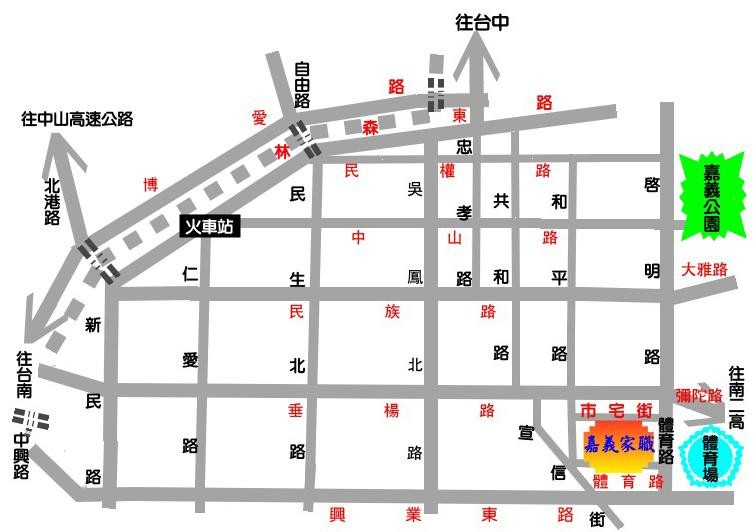 往台中
自由路
愛 路
博 愛 路
往中山高速公路
北港路
林 森 東 路
民 權 路
火車站
中 山 路
忠孝路
吳鳳北路
共和路
和平路
啓明路
嘉義公園
大雅路
民生北路
仁愛路
新民路
民 族 路
往台南
中興路
垂 楊 路
往南二高
彌陀路
市宅街
嘉義家職
體育路
體育場
體育路
宣信街
興 業 東 路